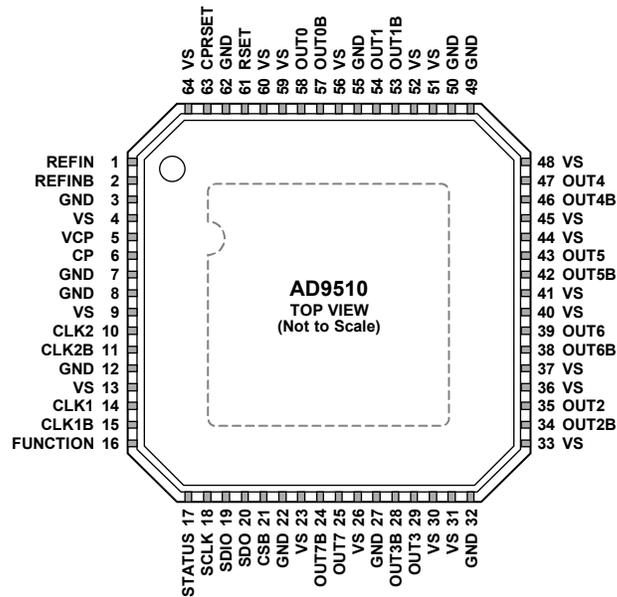 64 VS
63 CPRSET
62 GND
61 RSET
60 VS
59 VS
58 OUT0
57 OUT0B
56 VS
55 GND
54 OUT1
53 OUT1B
52 VS
51 VS
50 GND
49 GND
REFIN 1
REFINB 2
GND 3
VS 4
VCP 5
CP 6
GND 7
GND 8
VS 9
CLK2 10
CLK2B 11
GND 12
VS 13
CLK1 14
CLK1B 15
FUNCTION 16
AD9510
TOP VIEW
(Not to Scale)
48 VS
47 OUT4
46 OUT4B
45 VS
44 VS
43 OUT5
42 OUT5B
41 VS
40 VS
39 OUT6
38 OUT6B
37 VS
36 VS
35 OUT2
34 OUT2B
33 VS
STATUS 17
SCLK 18
SDIO 19
SDO 20
CSB 21
GND 22
VS 23
OUT7B 24
OUT7 25
VS 26
GND 27
OUT3B 28
OUT3 29
VS 30
VS 31
GND 32